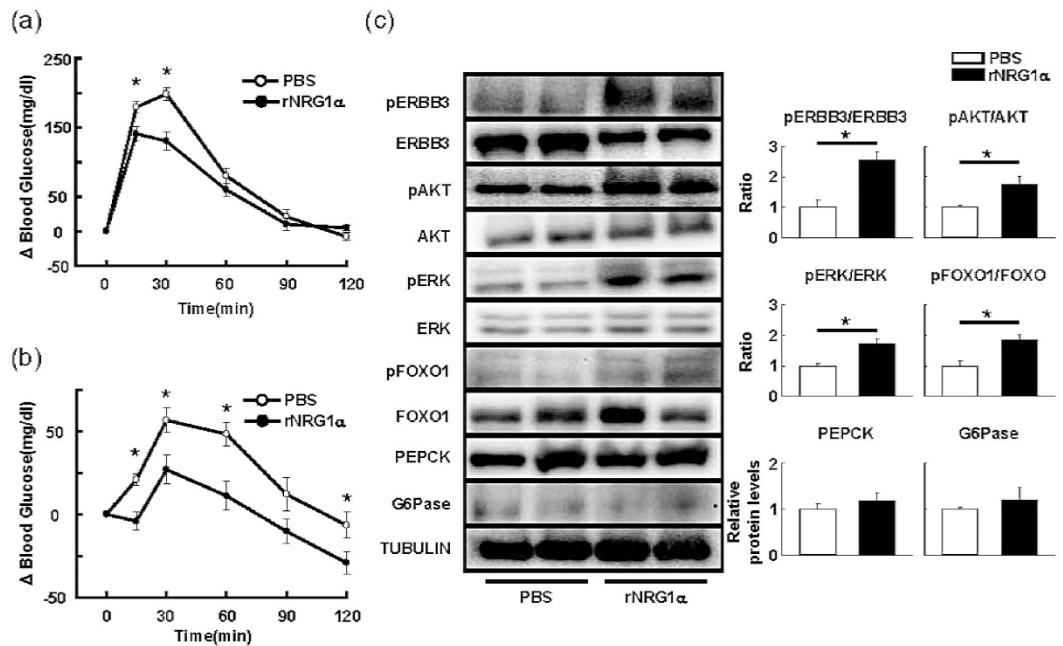 (a)
250
150
50
-50
Δ Blood Glucose(mg/dl)
* *
PBS
rNRG1α
0 30 60 90 120
Time(min)
(b)
50
0
-50
Δ Blood Glucose(mg/dl)
* * * *
PBS
rNRG1α
0 30 60 90 120
Time(min)
(c)
pERBB3
ERBB3
pAKT
AKT
pERK
ERK
pFOXO1
FOXO1
PEPCK
G6Pase
TUBULIN
PBS rNRG1α
PBS
rNRG1α
pERBB3/ERBB3 pAKT/AKT
* *
Ratio
3
2
1
0
pERK/ERK pFOXO1/FOXO
* *
Ratio
3
2
1
0
PEPCK G6Pase
Relative
protein levels
2
1
0